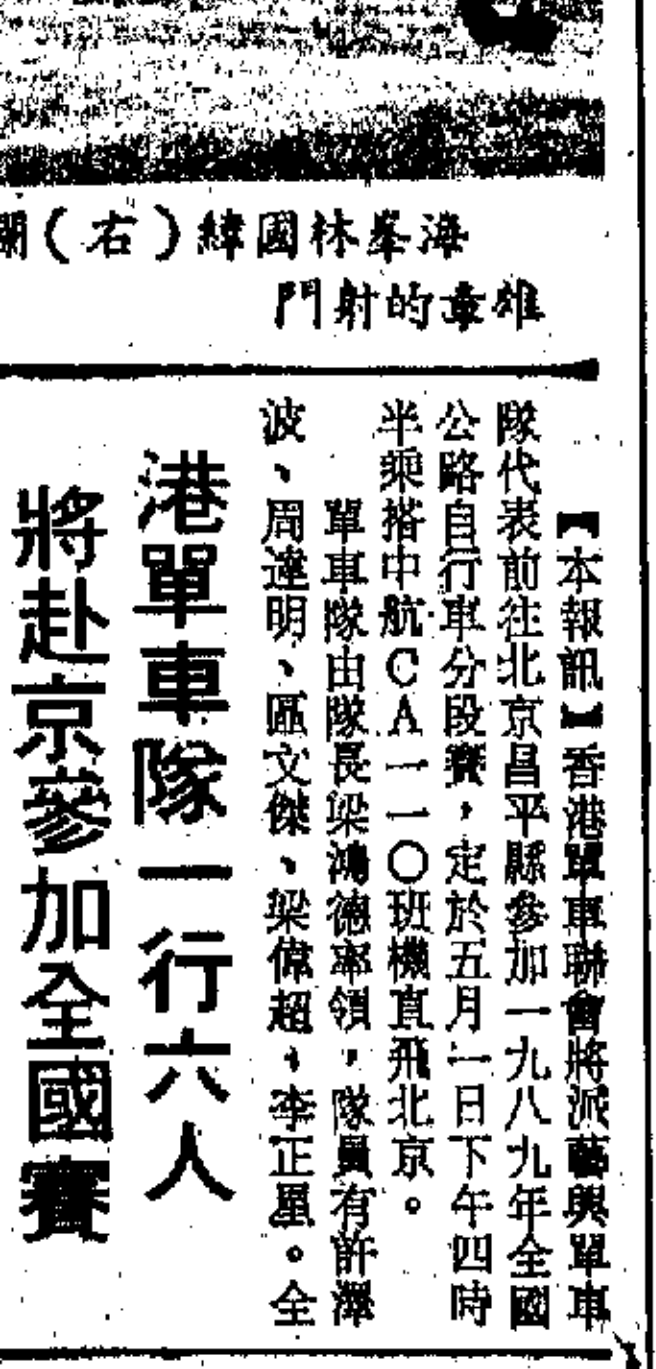 海峯林國緯(右)
雄的射門
港單車隊一行六人
將赴京參加全國賽
【本報訊】香港單車聯會將派藝興單車
隊代表前往北京昌平縣參加一九八九年全國
公路自行車分段賽，定於五月二日下午四時
半乘搭中航CA一一〇班機直飛北京。
單車隊由隊長梁鴻德率領，隊員有許澤
波、周達明、區文傑、梁偉超、李正星。全